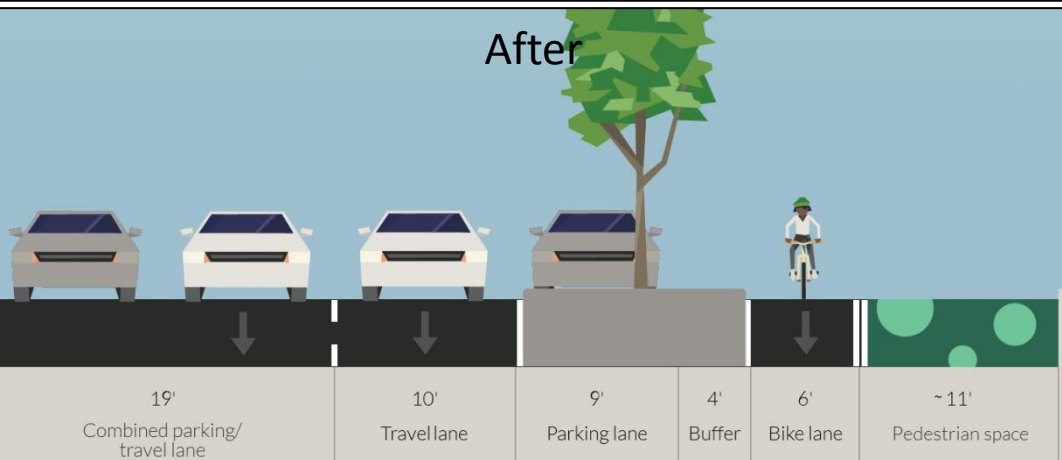 After
19' 10' 9' 4' 6' ~11'
Combined parking/ Travel lane Parking lane Buffer Bike lane Pedestrian space
travel lane